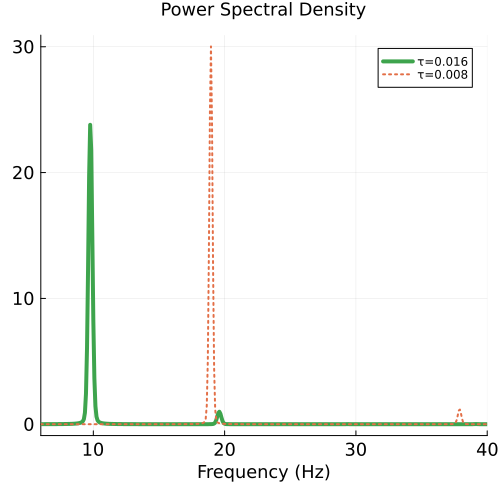 Power Spectral Density
30
20
10
0
τ=0.016
τ=0.008
10 20 30 40
Frequency (Hz)